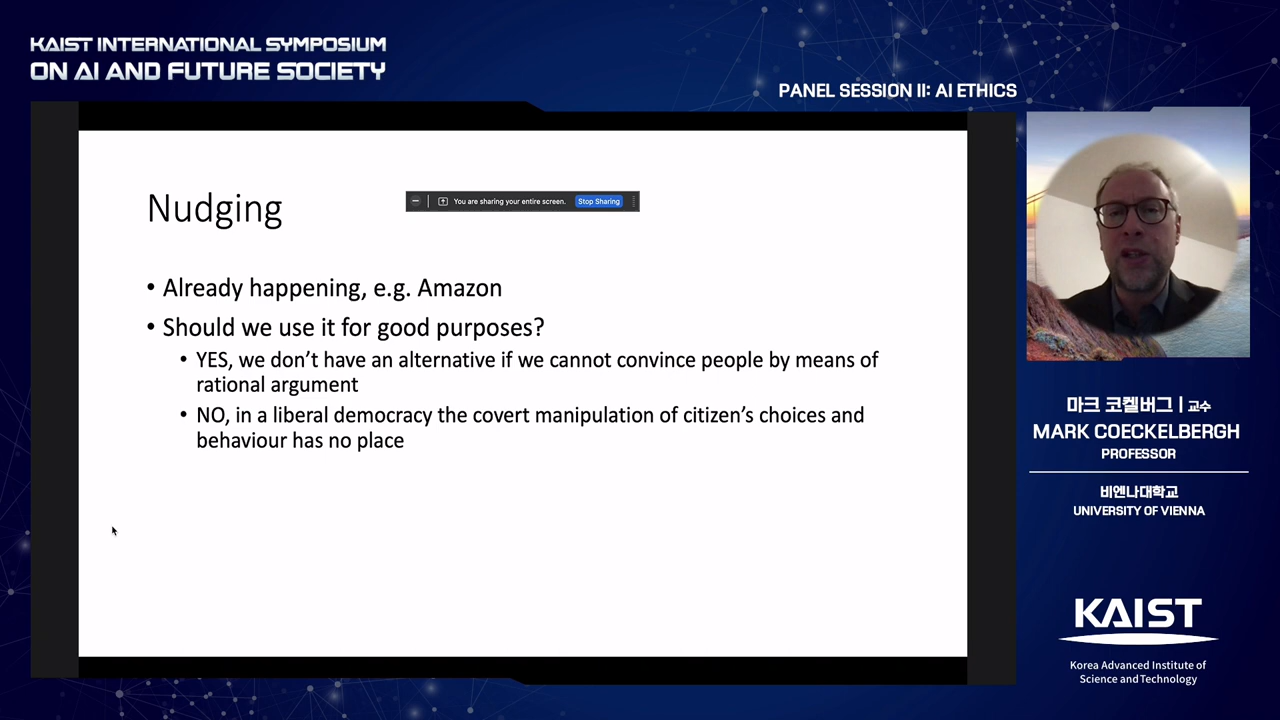 KAIST INTERNATIONAL SYMPOSIUM
ON AI AND FUTURE SOCIETY
PANEL SESSION II: AI ETHICS
Nudging
You are sharing your entire screen.
Stop Sharing
• Already happening, e.g. Amazon
• Should we use it for good purposes?
• YES, we don’t have an alternative if we cannot convince people by means of
rational argument
• NO, in a liberal democracy the covert manipulation of citizen’s choices and
behaviour has no place
마크 코켈버그 | 교수
MARK COECKELBERGH
PROFESSOR
비엔나대학교
UNIVERSITY OF VIENNA
KAIST
Korea Advanced Institute of
Science and Technology